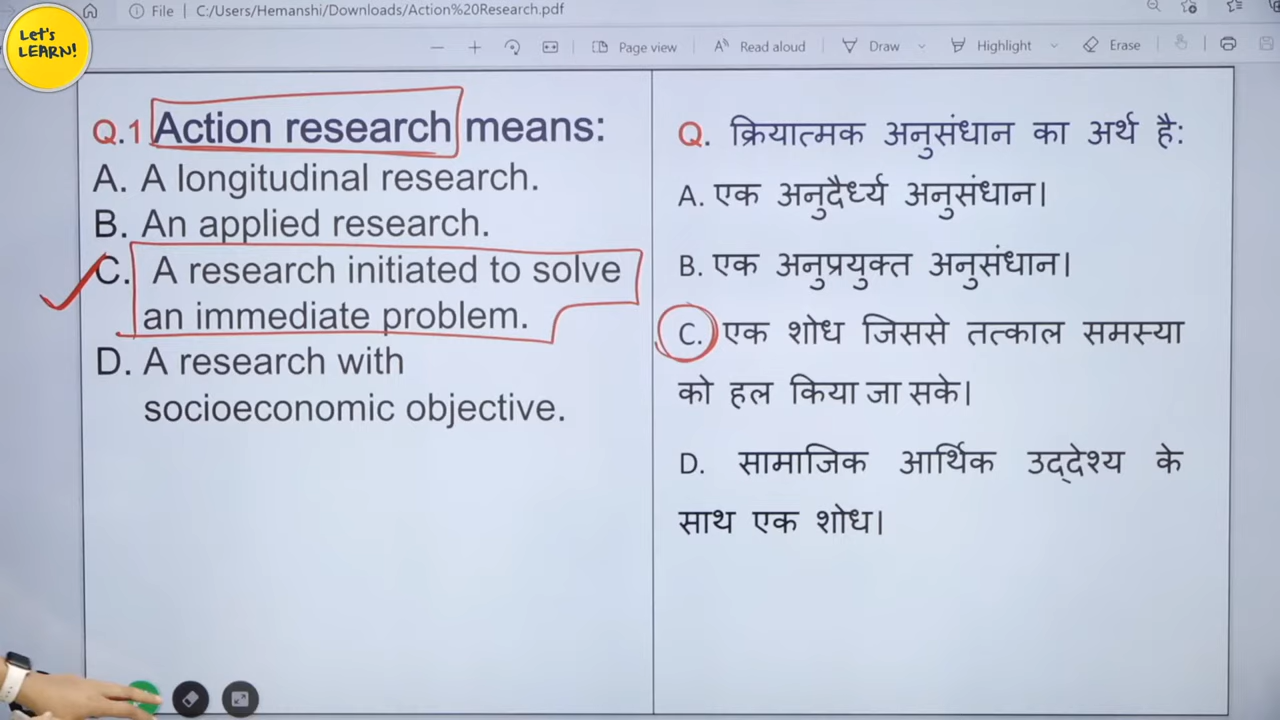 Let's
LEARN!
File | C:/Users/Hemanshi/Downloads/Action%20Research.pdf
Page view
Read aloud
Draw
Highlight
Erase
Q.1 Action research means:
A. A longitudinal research.
B. An applied research.
C. A research initiated to solve
an immediate problem.
D. A research with
socioeconomic objective.
Q. क्रियात्मक अनुसंधान का अर्थ है:
A. एक अनुदैर्ध्य अनुसंधान।
B. एक अनुप्रयुक्त अनुसंधान।
C. एक शोध जिससे तत्काल समस्या
को हल किया जा सके।
D. सामाजिक आर्थिक उद्देश्य के
साथ एक शोध।